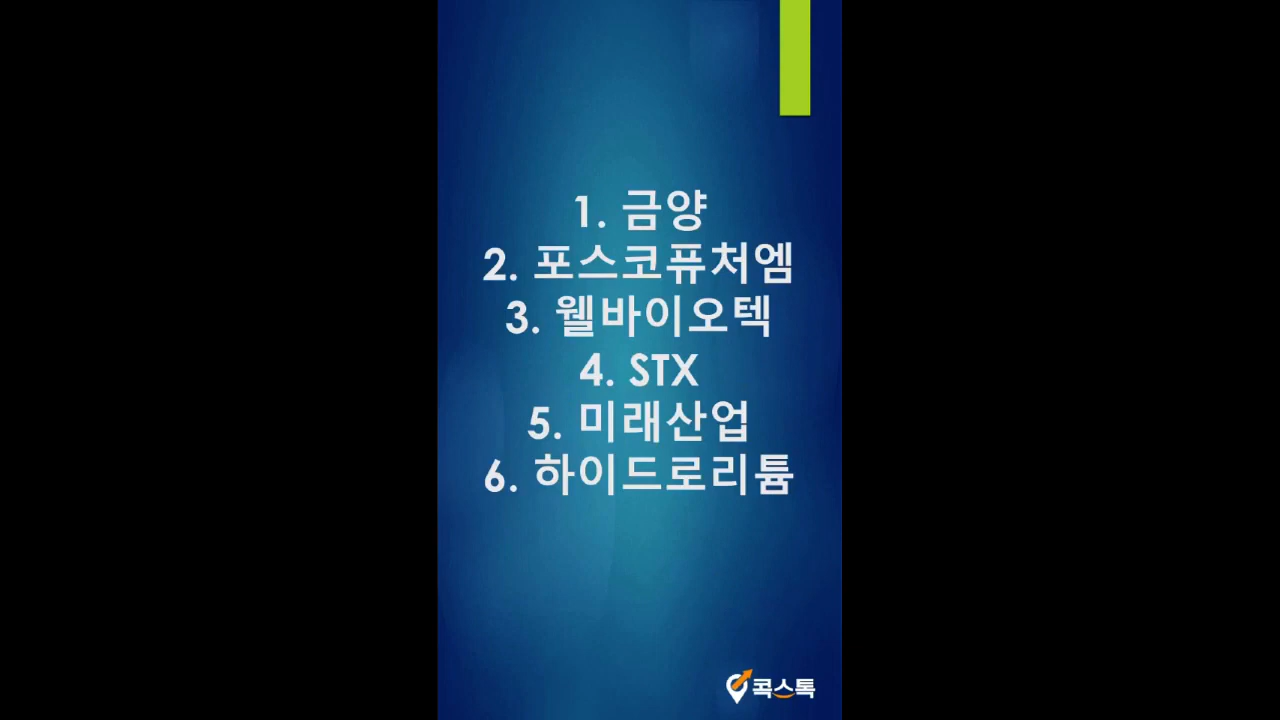 1. 금양
2. 포스코퓨처엠
3. 웰바이오텍
4. STX
5. 미래산업
6. 하이드로리튬
콕스톡